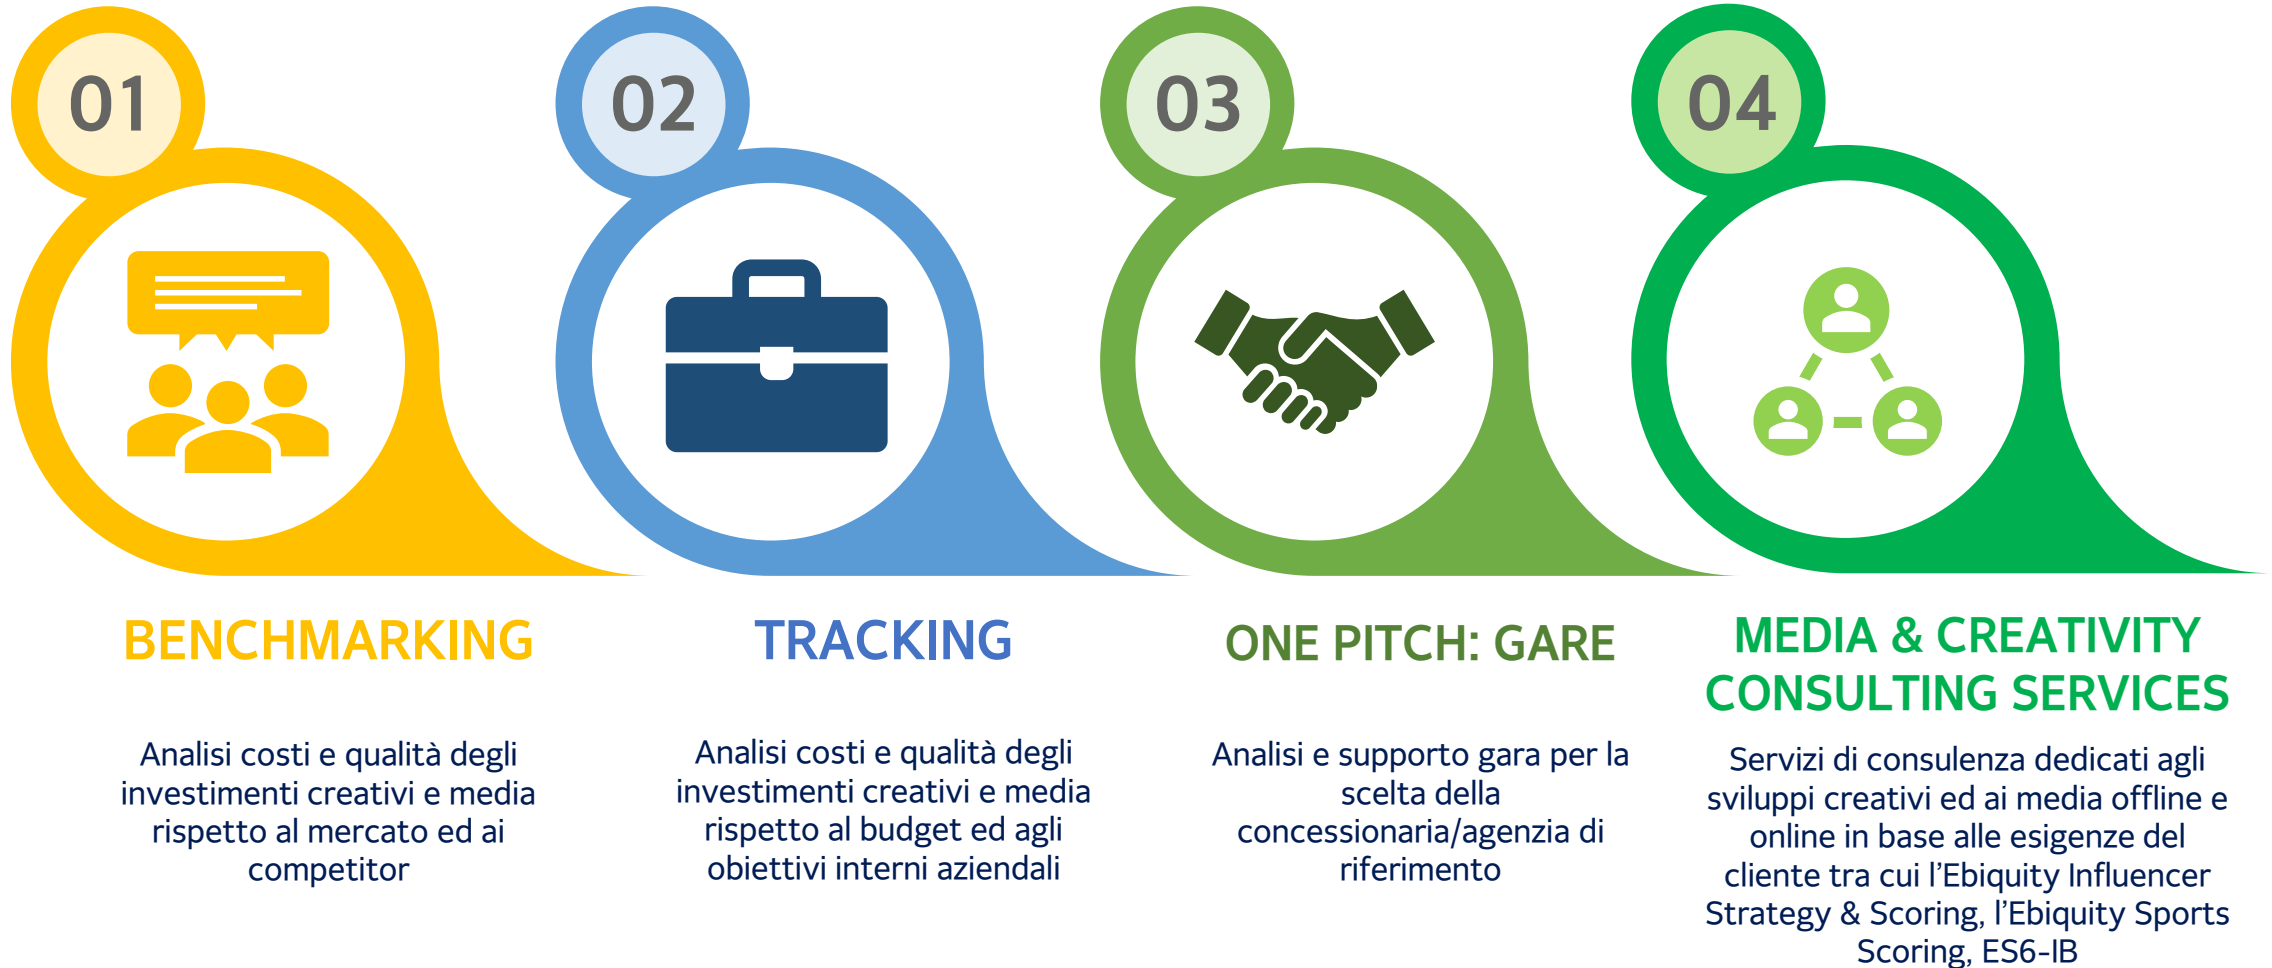 01
BENCHMARKING
Analisi costi e qualità degli
investimenti creativi e media
rispetto al mercato ed ai
competitor
02
TRACKING
Analisi costi e qualità degli
investimenti creativi e media
rispetto al budget ed agli
obiettivi interni aziendali
03
ONE PITCH: GARE
Analisi e supporto gara per la
scelta della
concessionaria/agenzia di
riferimento
04
MEDIA & CREATIVITY
CONSULTING SERVICES
Servizi di consulenza dedicati agli
sviluppi creativi ed ai media offline e
online in base alle esigenze del
cliente tra cui l'Ebiquity Influencer
Strategy & Scoring, l'Ebiquity Sports
Scoring, ES6-IB